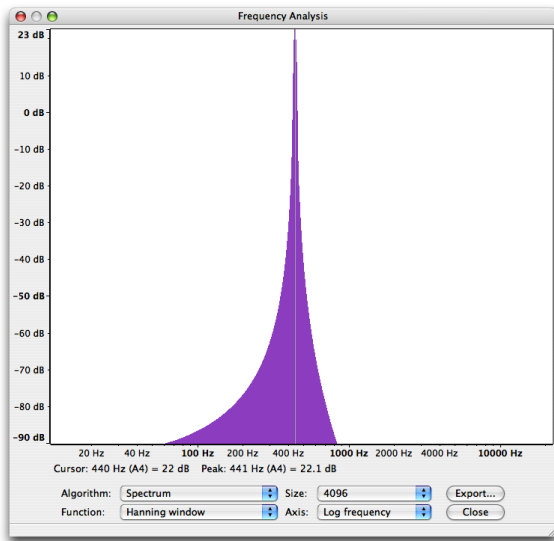 Frequency Analysis
23 dB
10 dB
0 dB
-10 dB
-20 dB
-30 dB
-40 dB
-50 dB
-60 dB
-70 dB
-80 dB
-90 dB
20 Hz 40 Hz 100 Hz 200 Hz 400 Hz 1000 Hz 2000 Hz 4000 Hz 10000 Hz
Cursor: 440 Hz (A4) = 22 dB Peak: 441 Hz (A4) = 22.1 dB
Algorithm: Spectrum Size: 4096 Export...
Function: Hanning window Axis: Log frequency Close